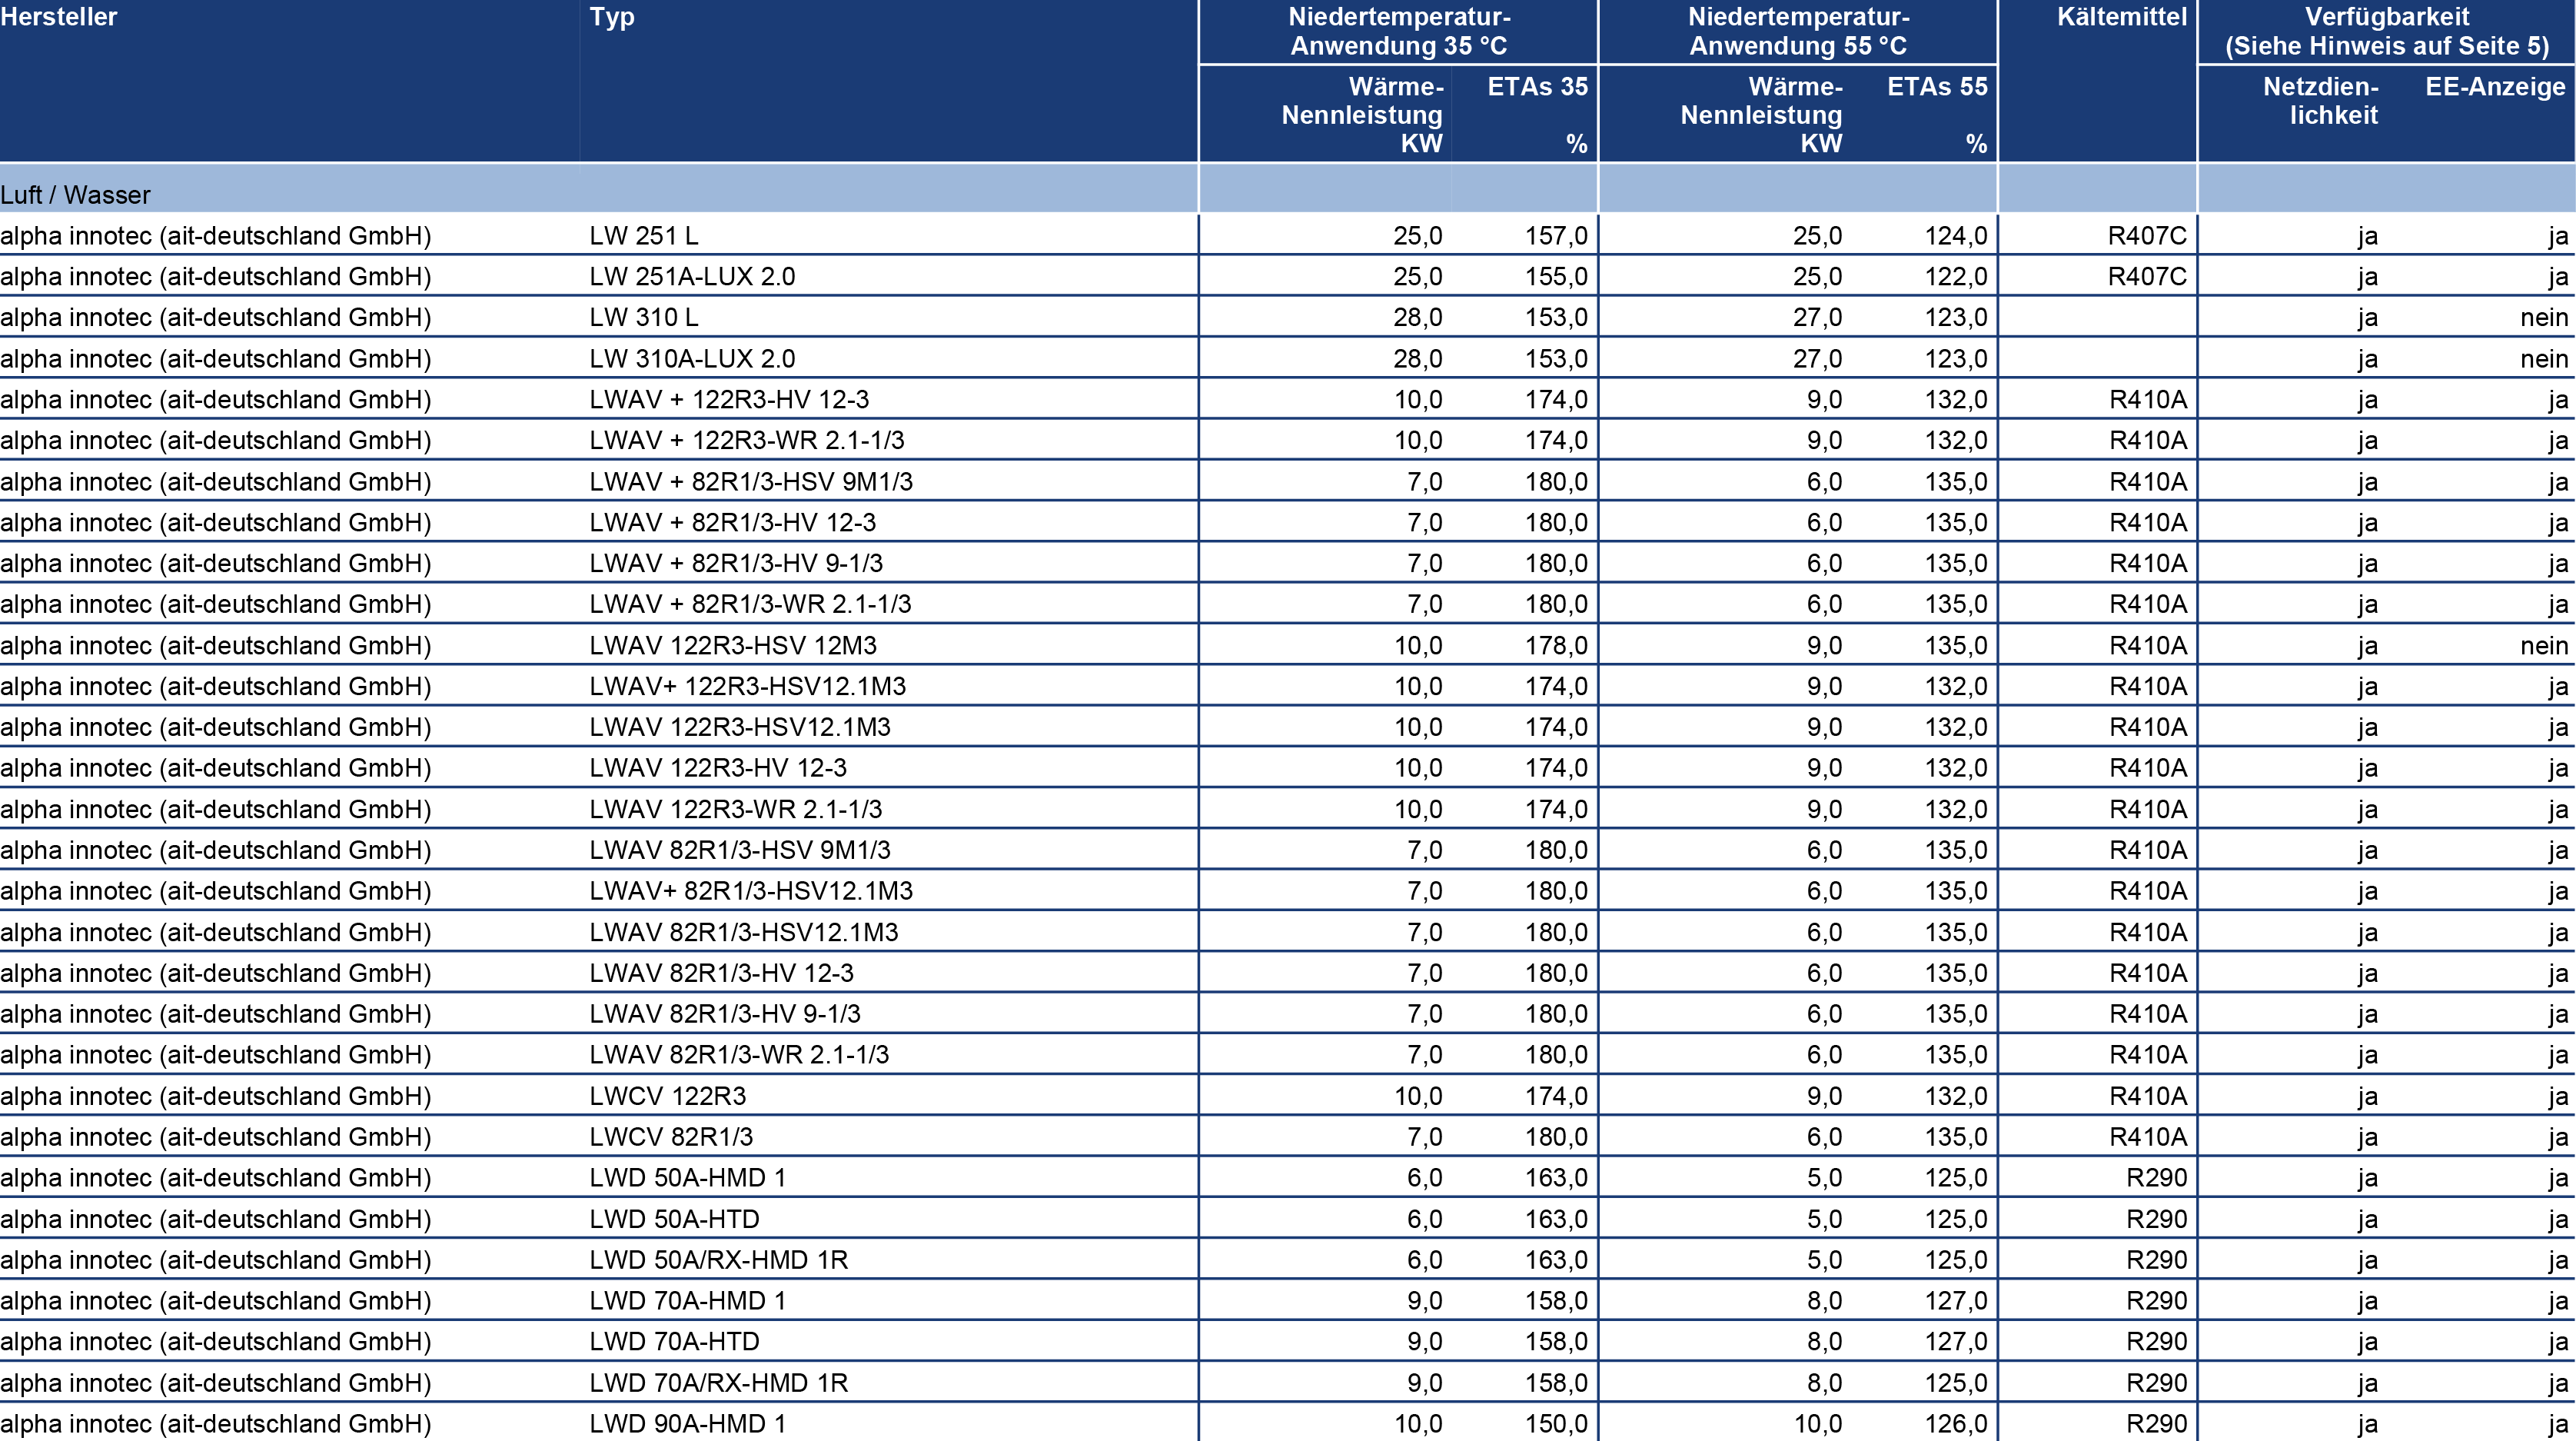 Hersteller Typ Niedertemperatur- Niedertemperatur- Kältemittel Verfügbarkeit
Anwendung 35 °C Anwendung 55 °C (Siehe Hinweis auf Seite 5)
Wärme- ETAs 35 Wärme- ETAs 55 Netzdien- EE-Anzeige
Nennleistung Nennleistung lichkeit
KW % KW %
Luft / Wasser
alpha innotec (ait-deutschland GmbH) LW 251 L 25,0 157,0 25,0 124,0 R407C ja ja
alpha innotec (ait-deutschland GmbH) LW 251A-LUX 2.0 25,0 155,0 25,0 122,0 R407C ja ja
alpha innotec (ait-deutschland GmbH) LW 310 L 28,0 153,0 27,0 123,0 ja nein
alpha innotec (ait-deutschland GmbH) LW 310A-LUX 2.0 28,0 153,0 27,0 123,0 ja nein
alpha innotec (ait-deutschland GmbH) LWAV + 122R3-HV 12-3 10,0 174,0 9,0 132,0 R410A ja ja
alpha innotec (ait-deutschland GmbH) LWAV + 122R3-WR 2.1-1/3 10,0 174,0 9,0 132,0 R410A ja ja
alpha innotec (ait-deutschland GmbH) LWAV + 82R1/3-HSV 9M1/3 7,0 180,0 6,0 135,0 R410A ja ja
alpha innotec (ait-deutschland GmbH) LWAV + 82R1/3-HV 12-3 7,0 180,0 6,0 135,0 R410A ja ja
alpha innotec (ait-deutschland GmbH) LWAV + 82R1/3-HV 9-1/3 7,0 180,0 6,0 135,0 R410A ja ja
alpha innotec (ait-deutschland GmbH) LWAV + 82R1/3-WR 2.1-1/3 7,0 180,0 6,0 135,0 R410A ja ja
alpha innotec (ait-deutschland GmbH) LWAV 122R3-HSV 12M3 10,0 178,0 9,0 135,0 R410A ja nein
alpha innotec (ait-deutschland GmbH) LWAV+ 122R3-HSV12.1M3 10,0 174,0 9,0 132,0 R410A ja ja
alpha innotec (ait-deutschland GmbH) LWAV 122R3-HSV12.1M3 10,0 174,0 9,0 132,0 R410A ja ja
alpha innotec (ait-deutschland GmbH) LWAV 122R3-HV 12-3 10,0 174,0 9,0 132,0 R410A ja ja
alpha innotec (ait-deutschland GmbH) LWAV 122R3-WR 2.1-1/3 10,0 174,0 9,0 132,0 R410A ja ja
alpha innotec (ait-deutschland GmbH) LWAV 82R1/3-HSV 9M1/3 7,0 180,0 6,0 135,0 R410A ja ja
alpha innotec (ait-deutschland GmbH) LWAV+ 82R1/3-HSV12.1M3 7,0 180,0 6,0 135,0 R410A ja ja
alpha innotec (ait-deutschland GmbH) LWAV 82R1/3-HSV12.1M3 7,0 180,0 6,0 135,0 R410A ja ja
alpha innotec (ait-deutschland GmbH) LWAV 82R1/3-HV 12-3 7,0 180,0 6,0 135,0 R410A ja ja
alpha innotec (ait-deutschland GmbH) LWAV 82R1/3-HV 9-1/3 7,0 180,0 6,0 135,0 R410A ja ja
alpha innotec (ait-deutschland GmbH) LWAV 82R1/3-WR 2.1-1/3 7,0 180,0 6,0 135,0 R410A ja ja
alpha innotec (ait-deutschland GmbH) LWCV 122R3 10,0 174,0 9,0 132,0 R410A ja ja
alpha innotec (ait-deutschland GmbH) LWCV 82R1/3 7,0 180,0 6,0 135,0 R410A ja ja
alpha innotec (ait-deutschland GmbH) LWD 50A-HMD 1 6,0 163,0 5,0 125,0 R290 ja ja
alpha innotec (ait-deutschland GmbH) LWD 50A-HTD 6,0 163,0 5,0 125,0 R290 ja ja
alpha innotec (ait-deutschland GmbH) LWD 50A/RX-HMD 1R 6,0 163,0 5,0 125,0 R290 ja ja
alpha innotec (ait-deutschland GmbH) LWD 70A-HMD 1 9,0 158,0 8,0 127,0 R290 ja ja
alpha innotec (ait-deutschland GmbH) LWD 70A-HTD 9,0 158,0 8,0 127,0 R290 ja ja
alpha innotec (ait-deutschland GmbH) LWD 70A/RX-HMD 1R 9,0 158,0 8,0 125,0 R290 ja ja
alpha innotec (ait-deutschland GmbH) LWD 90A-HMD 1 10,0 150,0 10,0 126,0 R290 ja ja